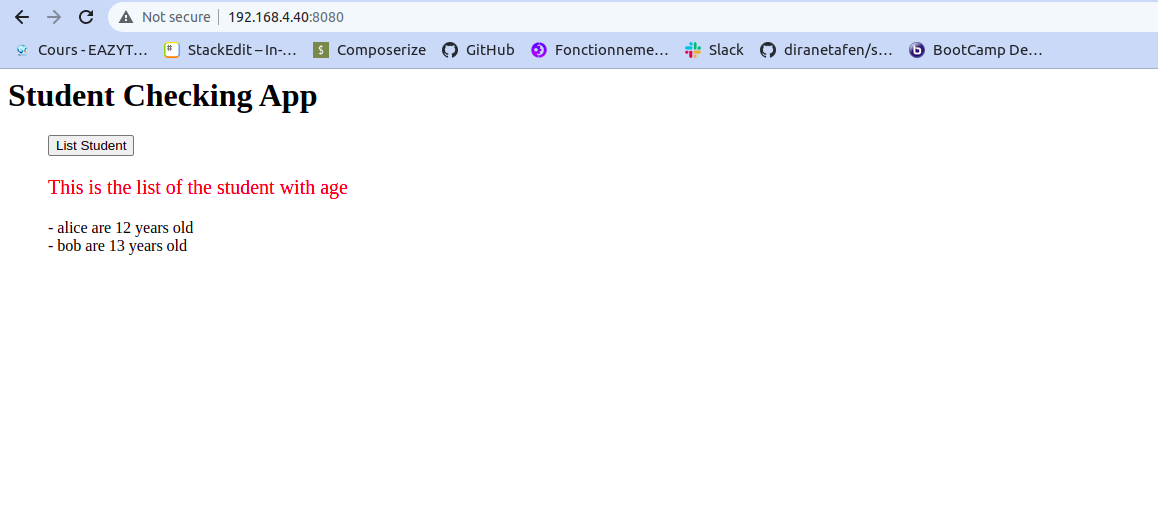 Not secure 192.168.4.40:8080
Cours - EAZYT… StackEdit – In-… Composerize GitHub Fonctionneme… Slack diranetafen/s… BootCamp De…
Student Checking App
List Student
This is the list of the student with age
- alice are 12 years old
- bob are 13 years old